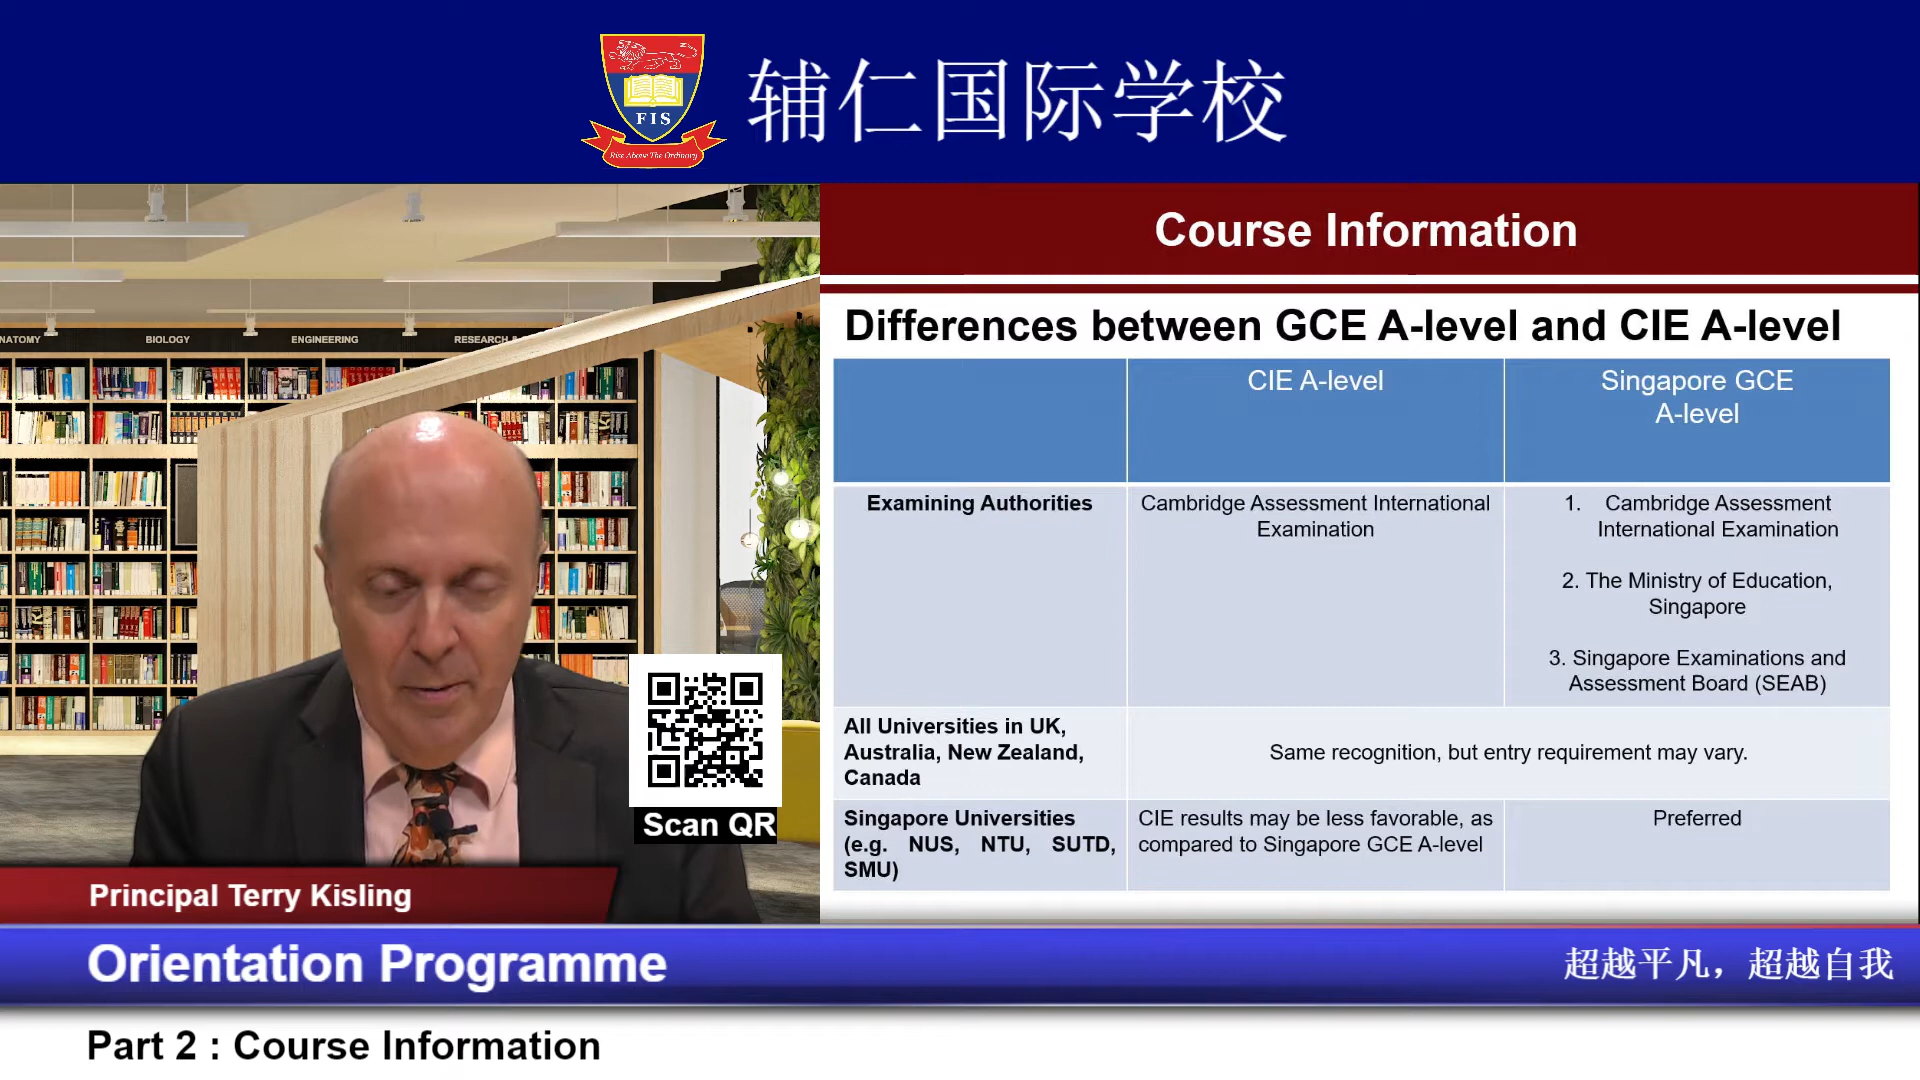 FIS
Rise Above The Ordinary
辅仁国际学校
NATOMY
BIOLOGY
ENGINEERING
RESEARCH &
Scan QR
Principal Terry Kisling
Course Information
Differences between GCE A-level and CIE A-level
CIE A-level
Singapore GCE
A-level
Examining Authorities
Cambridge Assessment International
Examination
1. Cambridge Assessment
International Examination
2. The Ministry of Education,
Singapore
3. Singapore Examinations and
Assessment Board (SEAB)
All Universities in UK,
Australia, New Zealand,
Canada
Same recognition, but entry requirement may vary.
Singapore Universities
(e.g. NUS, NTU, SUTD,
SMU)
CIE results may be less favorable, as
compared to Singapore GCE A-level
Preferred
Orientation Programme
超越平凡，超越自我
Part 2 : Course Information